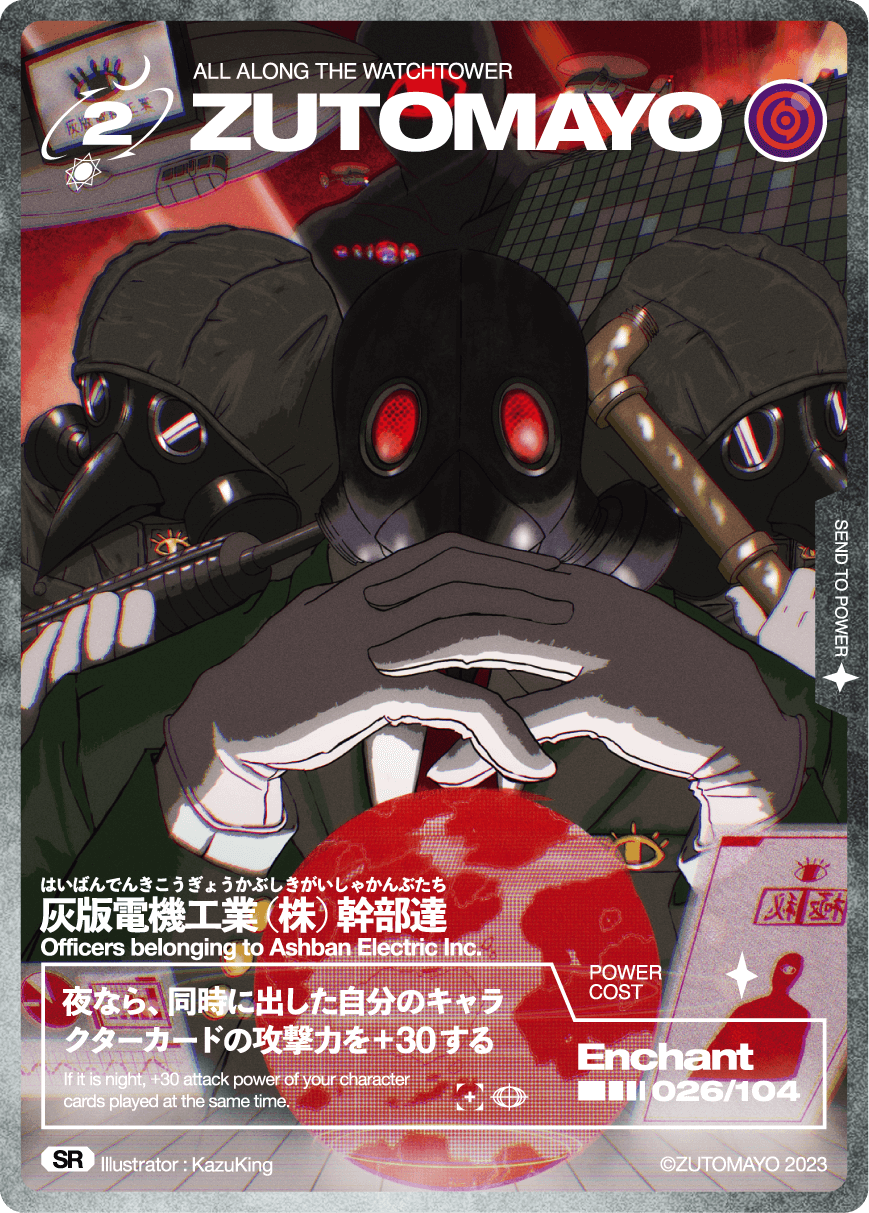 ALL ALONG THE WATCHTOWER
2
ZUTOMAYO
SEND TO POWER
はいばんでんきこうぎょうかぶしきがいしゃかんぶたち
灰版電機工業（株）幹部達
Officers belonging to Ashban Electric Inc.
POWER
COST
夜なら、同時に出した自分のキャラ
クターカードの攻撃力を＋30する
If it is night, +30 attack power of your character
cards played at the same time.
Enchant
026/104
SR Illustrator : KazuKing
©ZUTOMAYO 2023